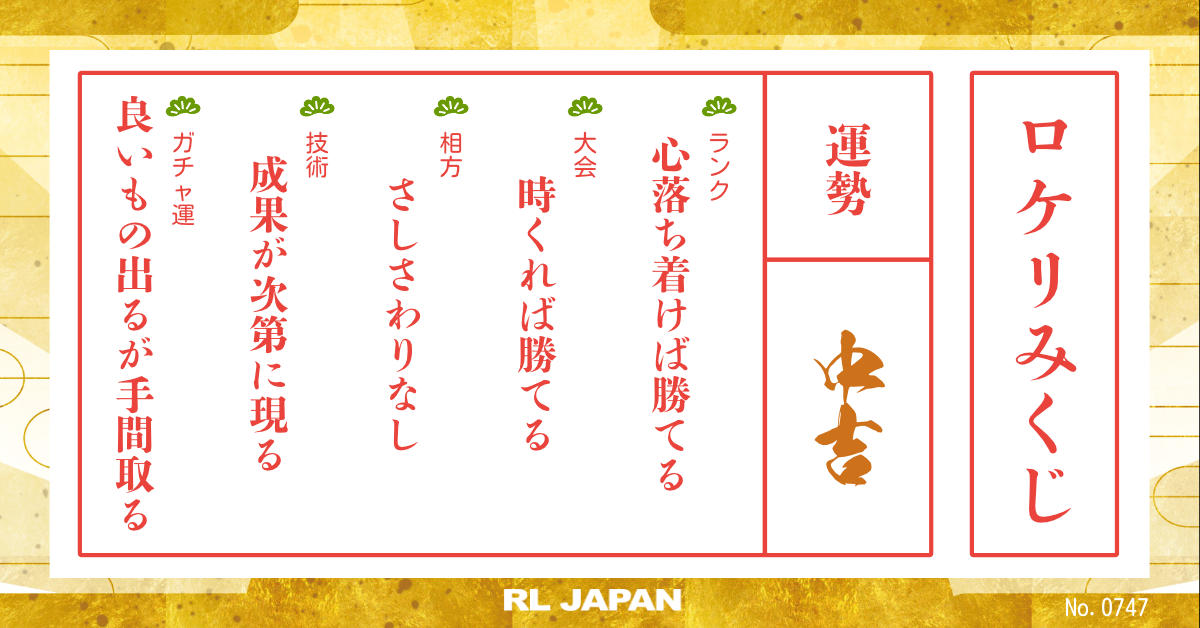 ロケリみくじ
運勢
中吉
ランク
心落ち着けば勝てる
大会
時くれば勝てる
相方
さしさわりなし
技術
成果が次第に現る
ガチャ運
良いもの出るが手間取る
RL JAPAN
No. 0747